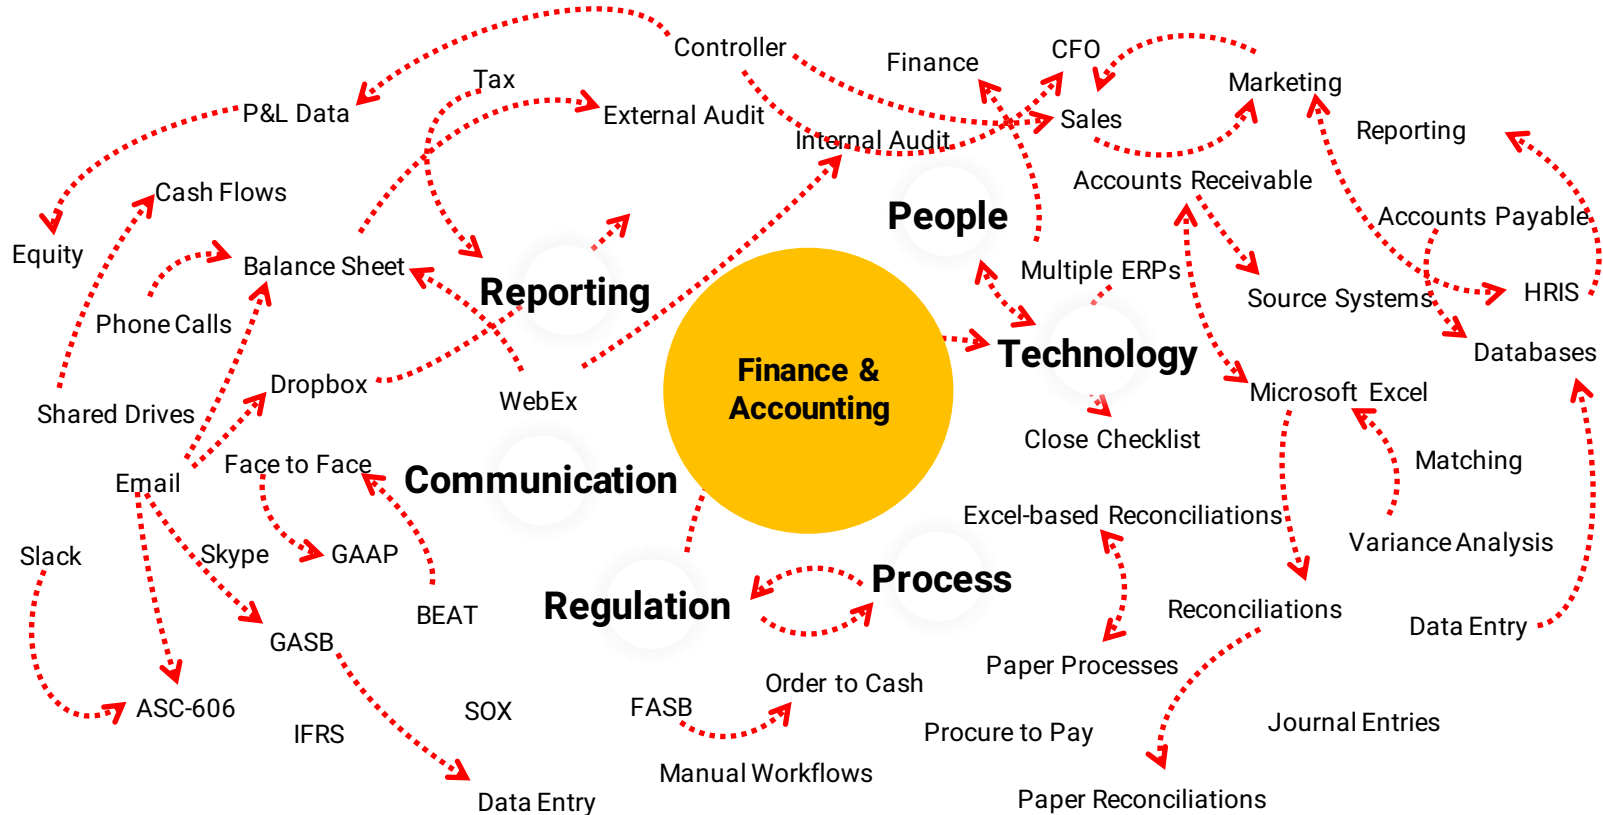 Controller
Finance
CFO
Tax
Marketing
P&L Data
External Audit
Sales
Internal Audit
Reporting
Cash Flows
Accounts Receivable
People
Accounts Payable
Equity
Balance Sheet
Multiple ERPs
Reporting
Source Systems
HRIS
Phone Calls
Technology
Databases
Finance &
Accounting
Dropbox
WebEx
Microsoft Excel
Shared Drives
Close Checklist
Face to Face
Matching
Email
Communication
Excel-based Reconciliations
Variance Analysis
Slack
Skype
GAAP
Process
Regulation
BEAT
Reconciliations
Data Entry
GASB
Paper Processes
Order to Cash
ASC-606
SOX
FASB
Journal Entries
IFRS
Procure to Pay
Manual Workflows
Data Entry
Paper Reconciliations